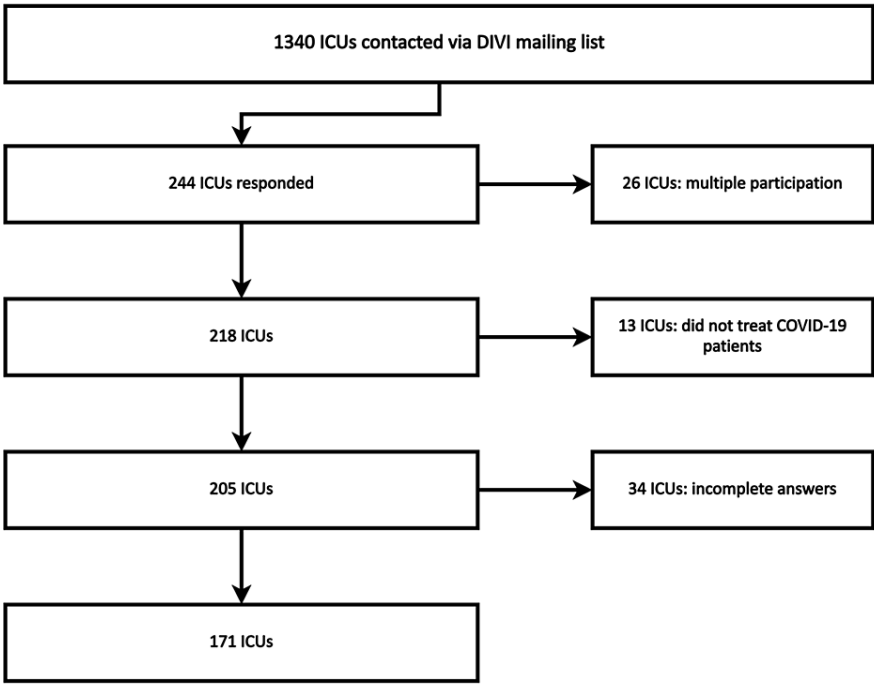 1340 ICUs contacted via DIVI mailing list
244 ICUs responded
26 ICUs: multiple participation
218 ICUs
13 ICUs: did not treat COVID-19
patients
205 ICUs
34 ICUs: incomplete answers
171 ICUs